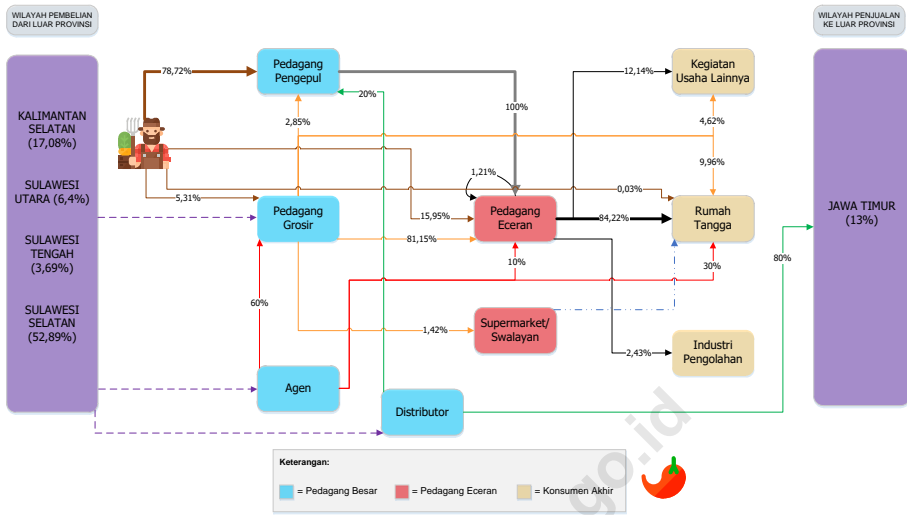 WILAYAH PEMBELIAN
DARI LUAR PROVINSI
WILAYAH PENJUALAN
KE LUAR PROVINSI
KALIMANTAN
SELATAN
(17,08%)
SULAWESI
UTARA (6,4%)
SULAWESI
TENGAH
(3,69%)
SULAWESI
SELATAN
(52,89%)
78,72%
Pedagang
Pengepul
20%
2,85%
100%
12,14%
Kegiatan
Usaha Lainnya
4,62%
9,96%
1,21%
0,03%
5,31%
Pedagang
Grosir
15,95%
81,15%
Pedagang
Eceran
84,22%
Rumah
Tangga
JAWA TIMUR
(13%)
80%
10%
30%
60%
1,42%
Supermarket/
Swalayan
2,43%
Industri
Pengolahan
Agen
Distributor
go.id
Keterangan:
= Pedagang Besar
= Pedagang Eceran
= Konsumen Akhir